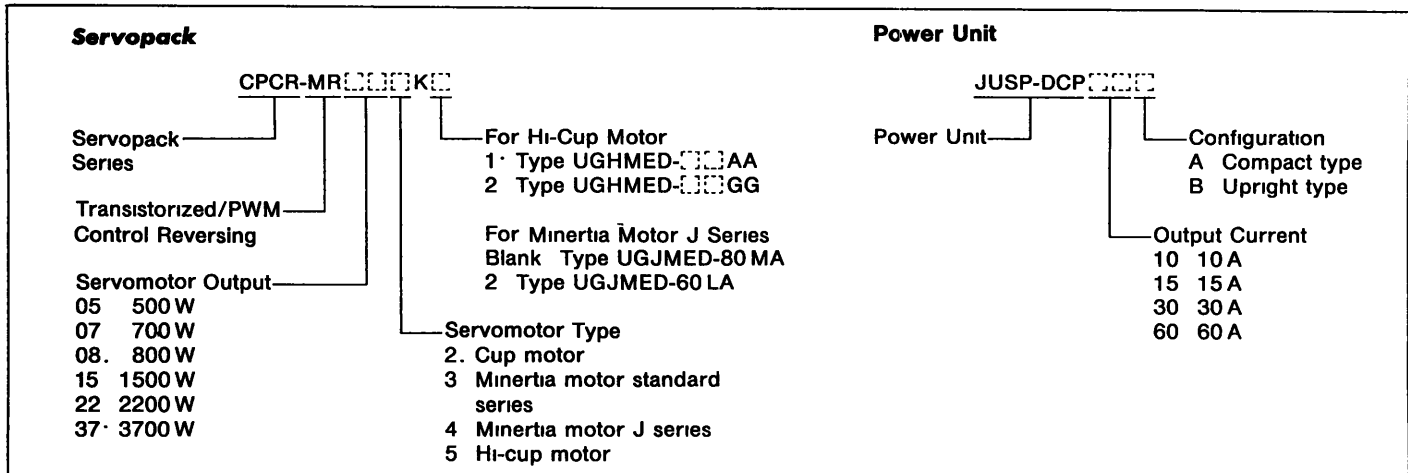 Servopack
CPCR-MR□□□K□
Servopack
Series
Transistorized/PWM
Control Reversing
Servomotor Output
05 500 W
07 700 W
08. 800 W
15 1500 W
22 2200 W
37· 3700 W
For Hi-Cup Motor
1· Type UGHMED-□□AA
2 Type UGHMED-□□GG
For Minertia Motor J Series
Blank Type UGJMED-80 MA
2 Type UGJMED-60 LA
Servomotor Type
2. Cup motor
3 Minertia motor standard
series
4 Minertia motor J series
5 Hi-cup motor
Power Unit
JUSP-DCP□□□
Power Unit
Configuration
A Compact type
B Upright type
Output Current
10 10 A
15 15 A
30 30 A
60 60 A